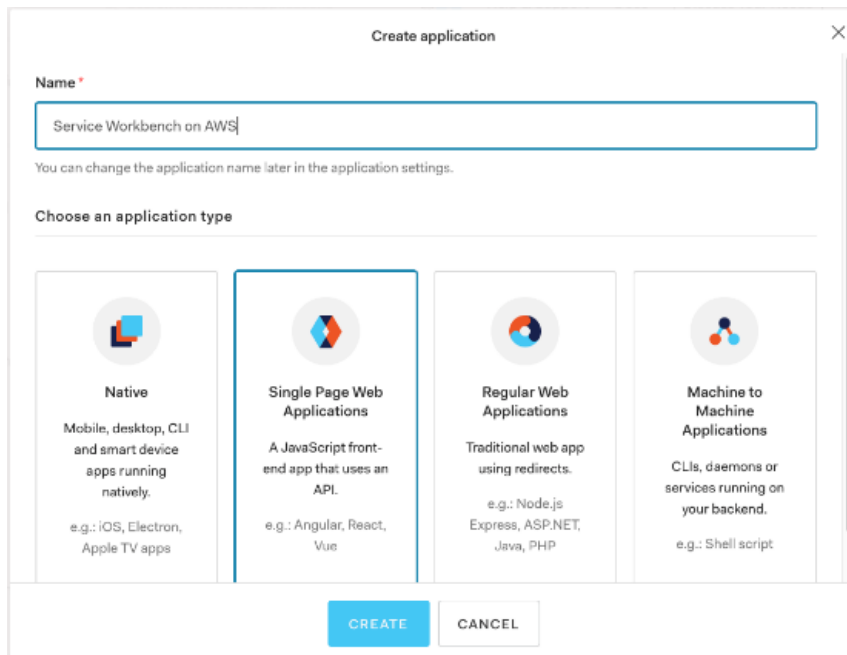 Create application
Name *
Service Workbench on AWS
You can change the application name later in the application settings.
Choose an application type
Native
Mobile, desktop, CLI
and smart device
apps running
natively.
e.g.: iOS, Electron,
Apple TV apps
Single Page Web
Applications
A JavaScript front-
end app that uses an
API.
e.g.: Angular, React,
Vue
Regular Web
Applications
Traditional web app
using redirects.
e.g.: Node.js
Express, ASP.NET,
Java, PHP
Machine to
Machine
Applications
CLIs, daemons or
services running on
your backend.
e.g.: Shell script
CREATE
CANCEL